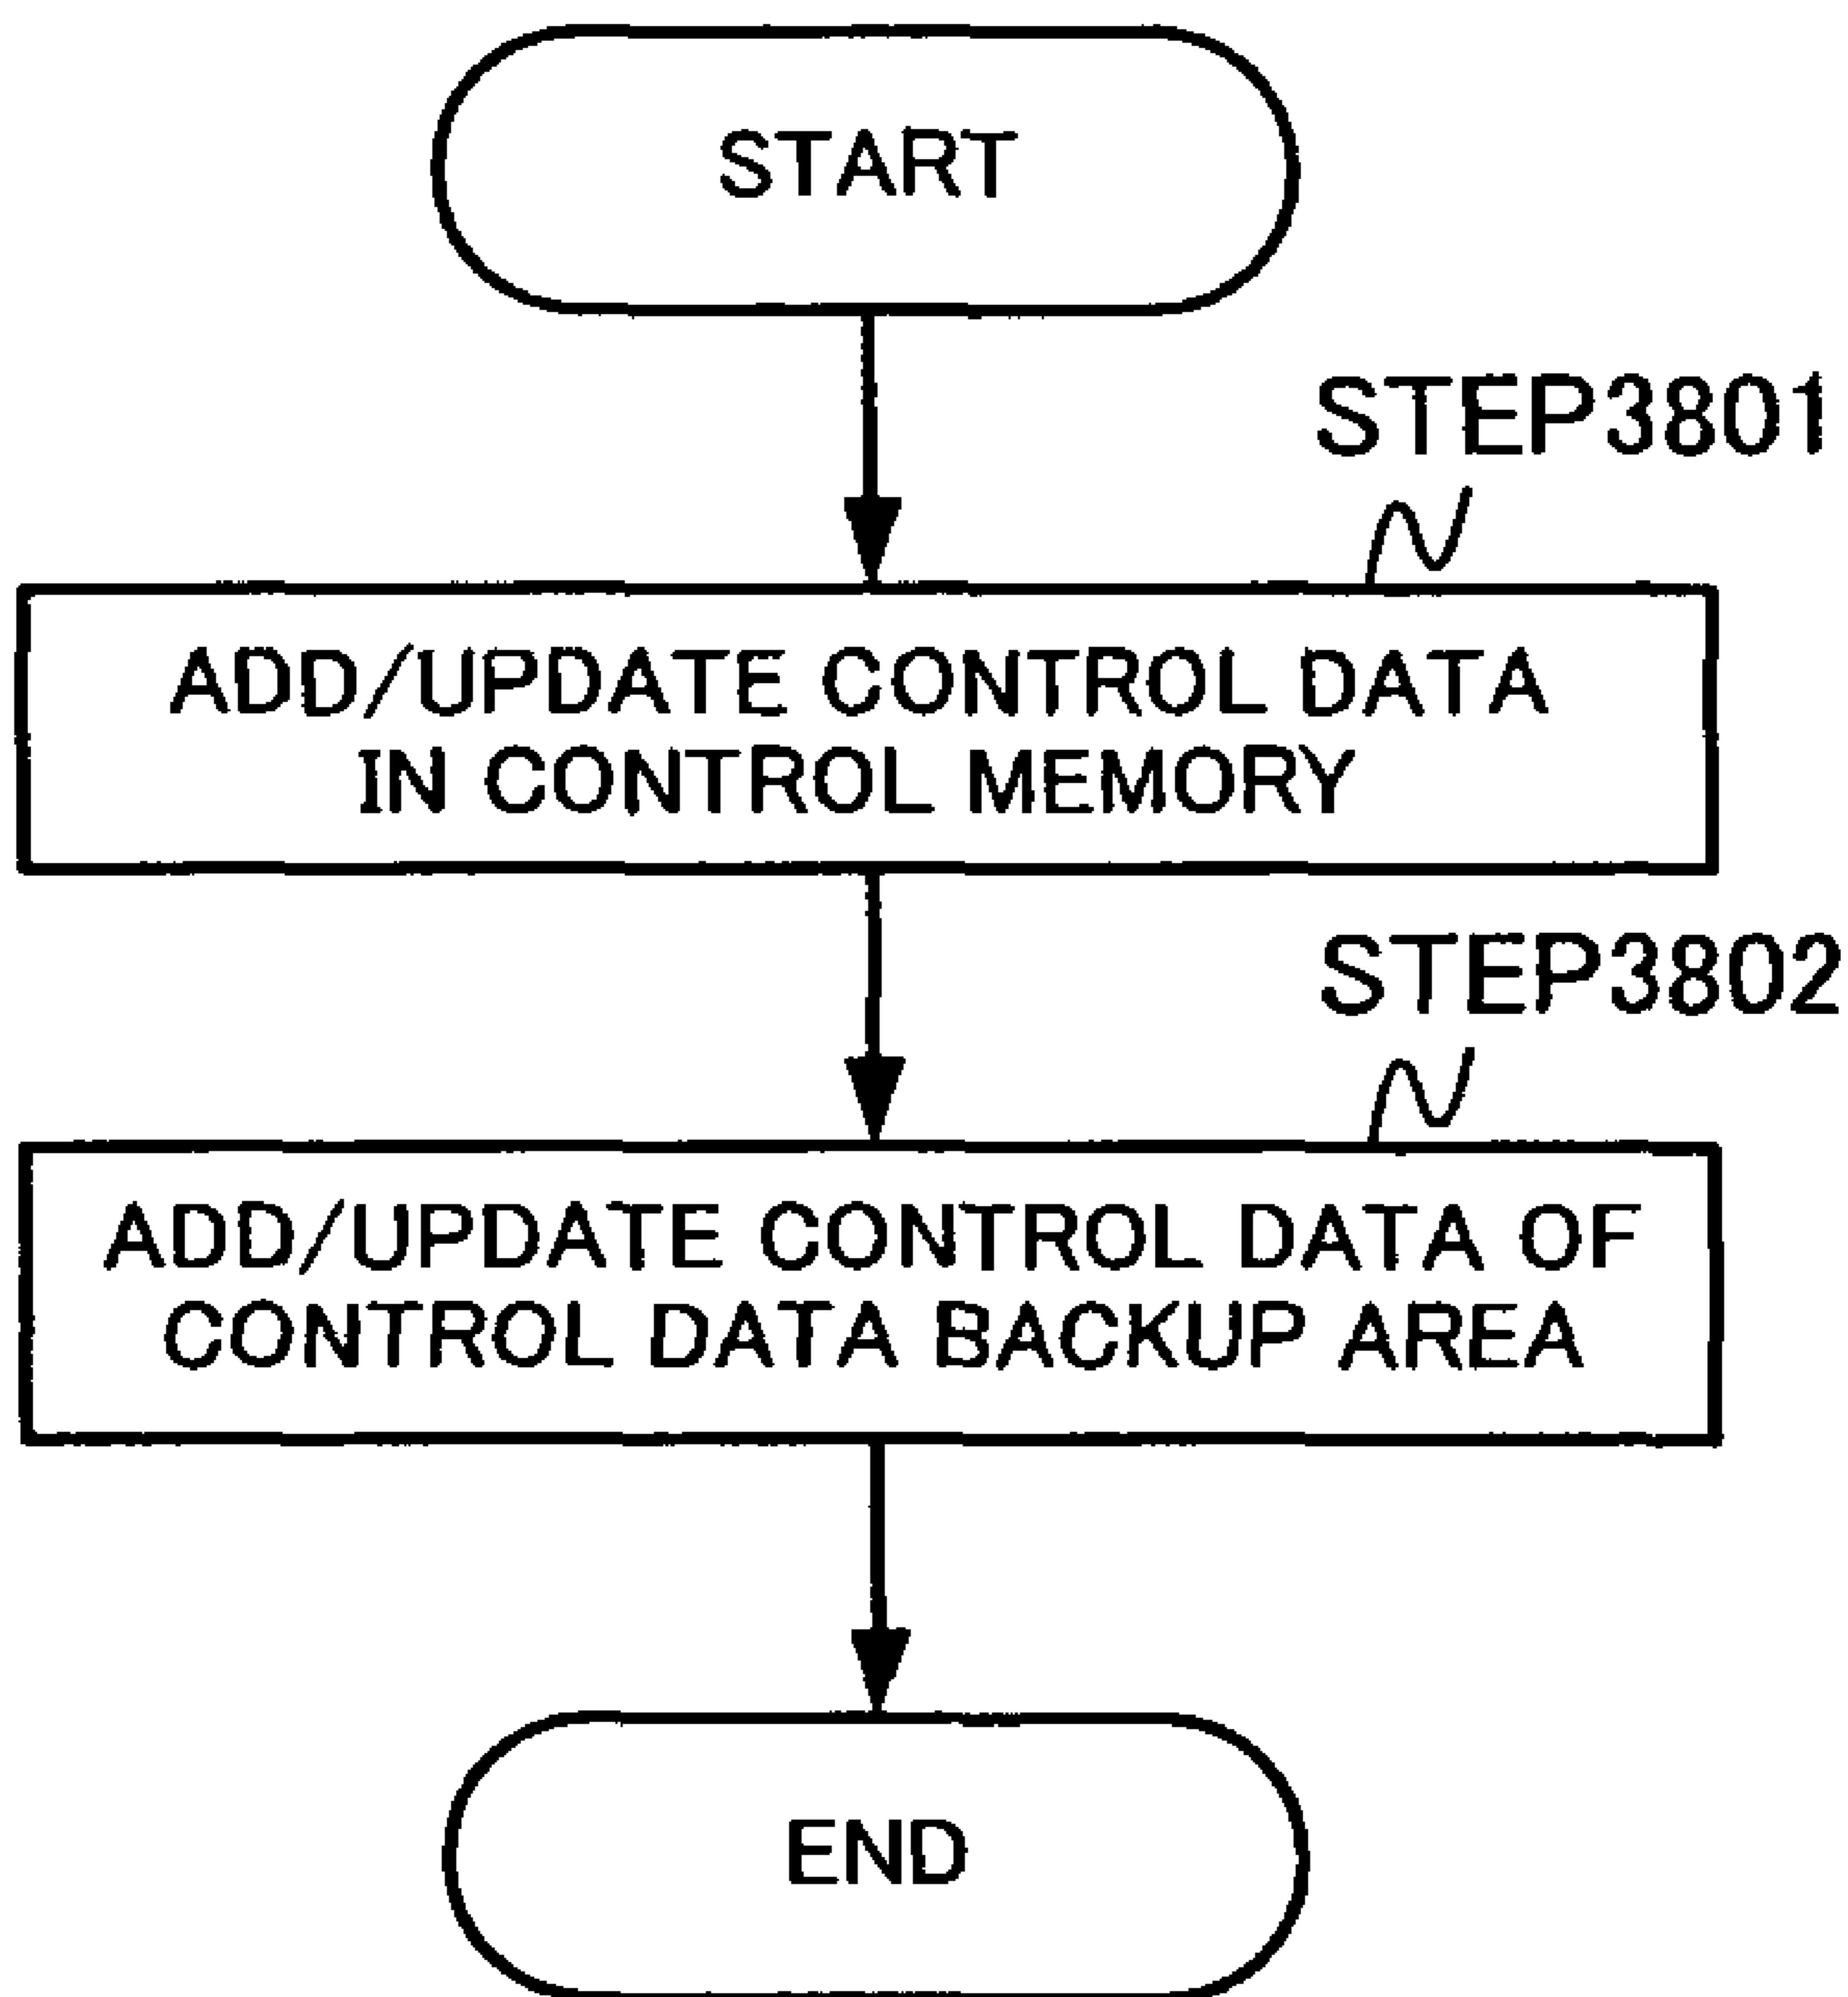 START
STEP3801
ADD/UPDATE CONTROL DATA
IN CONTROL MEMORY
STEP3802
ADD/UPDATE CONTROL DATA OF
CONTROL DATA BACKUP AREA
END